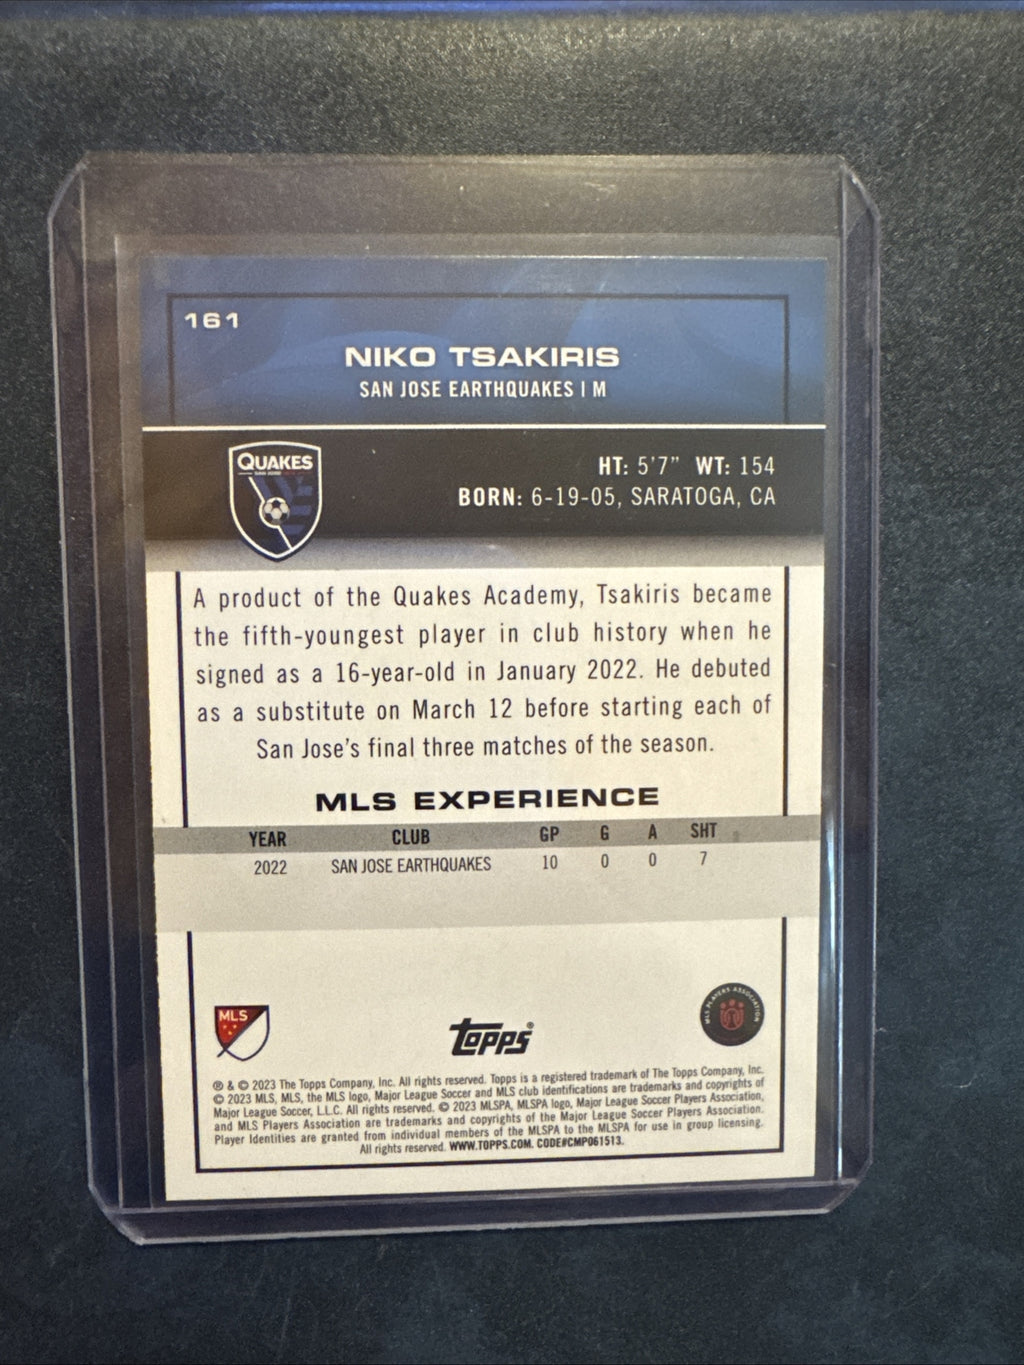 161
NIKO TSAKIRIS
SAN JOSE EARTHQUAKES | M
QUAKES
SAN JOSE
HT: 5'7" WT: 154
BORN: 6-19-05, SARATOGA, CA
A product of the Quakes Academy, Tsakiris became
the fifth-youngest player in club history when he
signed as a 16-year-old in January 2022. He debuted
as a substitute on March 12 before starting each of
San Jose's final three matches of the season.
MLS EXPERIENCE
YEAR CLUB GP G A SHT
2022 SAN JOSE EARTHQUAKES 10 0 0 7
MLS
topps®
MLS PLAYERS ASSOCIATION
® & © 2023 The Topps Company, Inc. All rights reserved. Topps is a registered trademark of The Topps Company, Inc.
© 2023 MLS, MLS, the MLS logo, Major League Soccer and MLS club identifications are trademarks and copyrights of
Major League Soccer, L.L.C. All rights reserved. © 2023 MLSPA, MLSPA logo, Major League Soccer Players Association,
and MLS Players Association are trademarks and copyrights of the Major League Soccer Players Association.
Player Identities are granted from individual members of the MLSPA to the MLSPA for use in group licensing.
All rights reserved. WWW.TOPPS.COM. CODE#CMP061513.